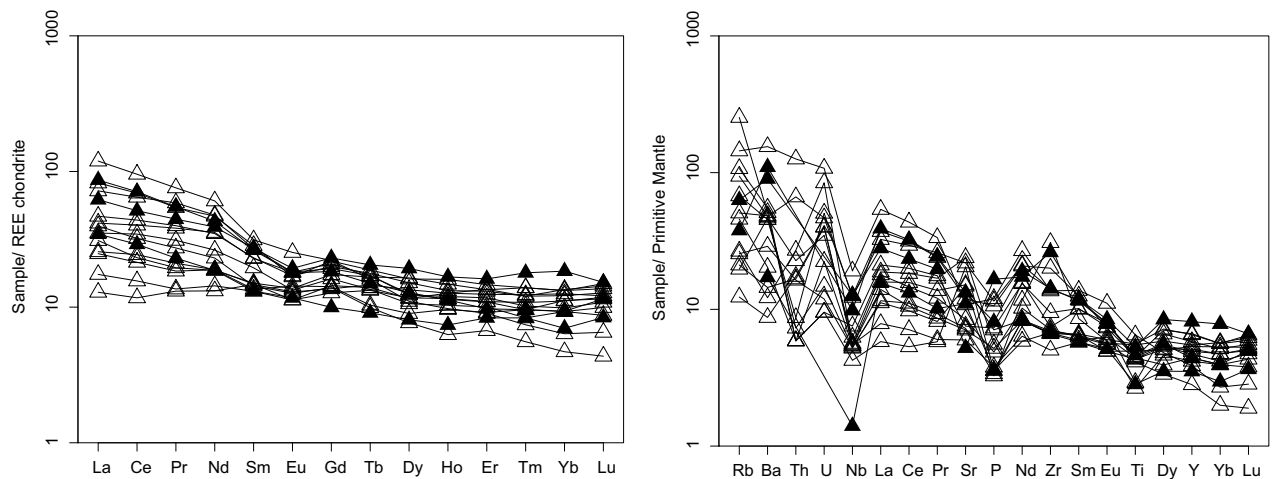 Sample/ REE chondrite
1000
100
10
1
La Ce Pr Nd Sm Eu Gd Tb Dy Ho Er Tm Yb Lu
Sample/ Primitive Mantle
1000
100
10
1
Rb Ba Th U Nb La Ce Pr Sr P Nd Zr Sm Eu Ti Dy Y Yb Lu